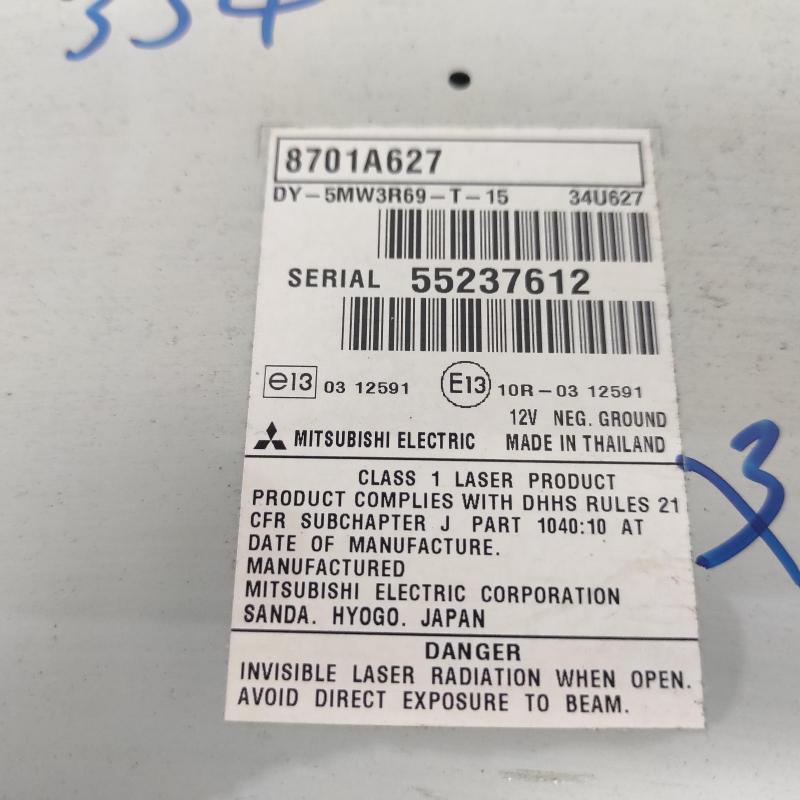 334
8701A627
DY-5MW3R69-T-15 34U627
SERIAL 55237612
e13 03 12591 E13 10R-03 12591
12V NEG. GROUND
MITSUBISHI ELECTRIC MADE IN THAILAND
CLASS 1 LASER PRODUCT
PRODUCT COMPLIES WITH DHHS RULES 21
CFR SUBCHAPTER J PART 1040:10 AT
DATE OF MANUFACTURE.
MANUFACTURED
MITSUBISHI ELECTRIC CORPORATION
SANDA. HYOGO. JAPAN
DANGER
INVISIBLE LASER RADIATION WHEN OPEN.
AVOID DIRECT EXPOSURE TO BEAM.